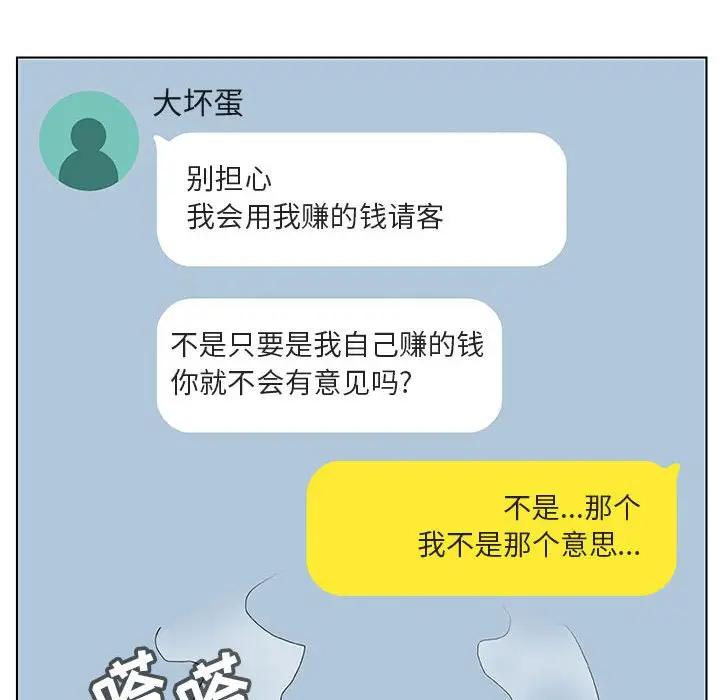 大坏蛋
别担心
我会用我赚的钱请客
不是只要是我自己赚的钱
你就不会有意见吗?
不是...那个
我不是那个意思...
嗒嗒